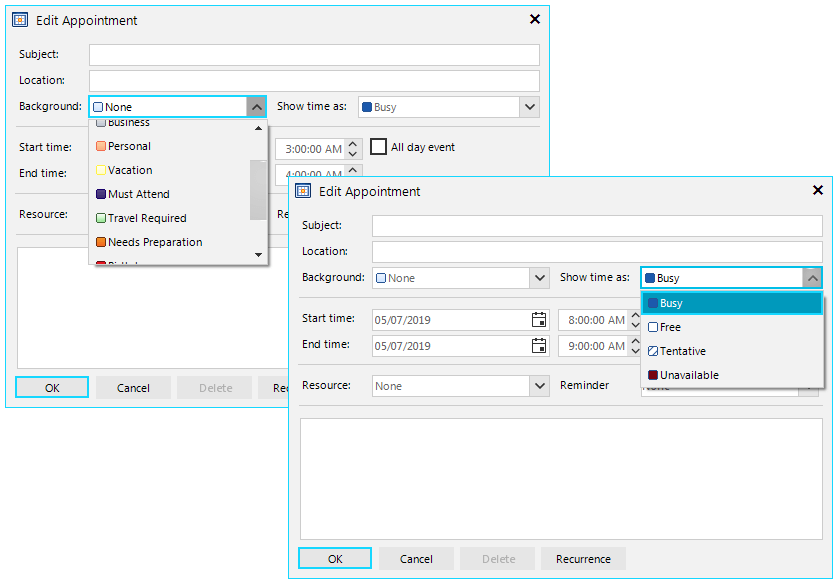 Edit Appointment
Subject:
Location:
Background: None Show time as: Busy
Business
Personal
Vacation
Must Attend
Travel Required
Needs Preparation
Start time: 3:00:00 AM All day event
End time: 4:00:00 AM
Resource: Re
OK Cancel Delete Rec
Edit Appointment
Subject:
Location:
Background: None Show time as: Busy
Busy
Free
Tentative
Unavailable
Start time: 05/07/2019 8:00:00 AM
End time: 05/07/2019 9:00:00 AM
Resource: None Reminder None
OK Cancel Delete Recurrence